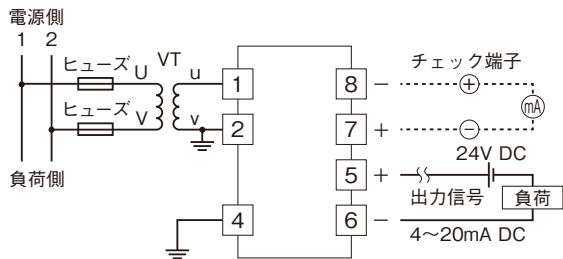 電源側
1 2
ヒューズ U VT u 1
ヒューズ V v 2
負荷側
4
8 − チェック端子
+
mA
7 + −
24V DC
5 + 出力信号 負荷
6 −
4〜20mA DC